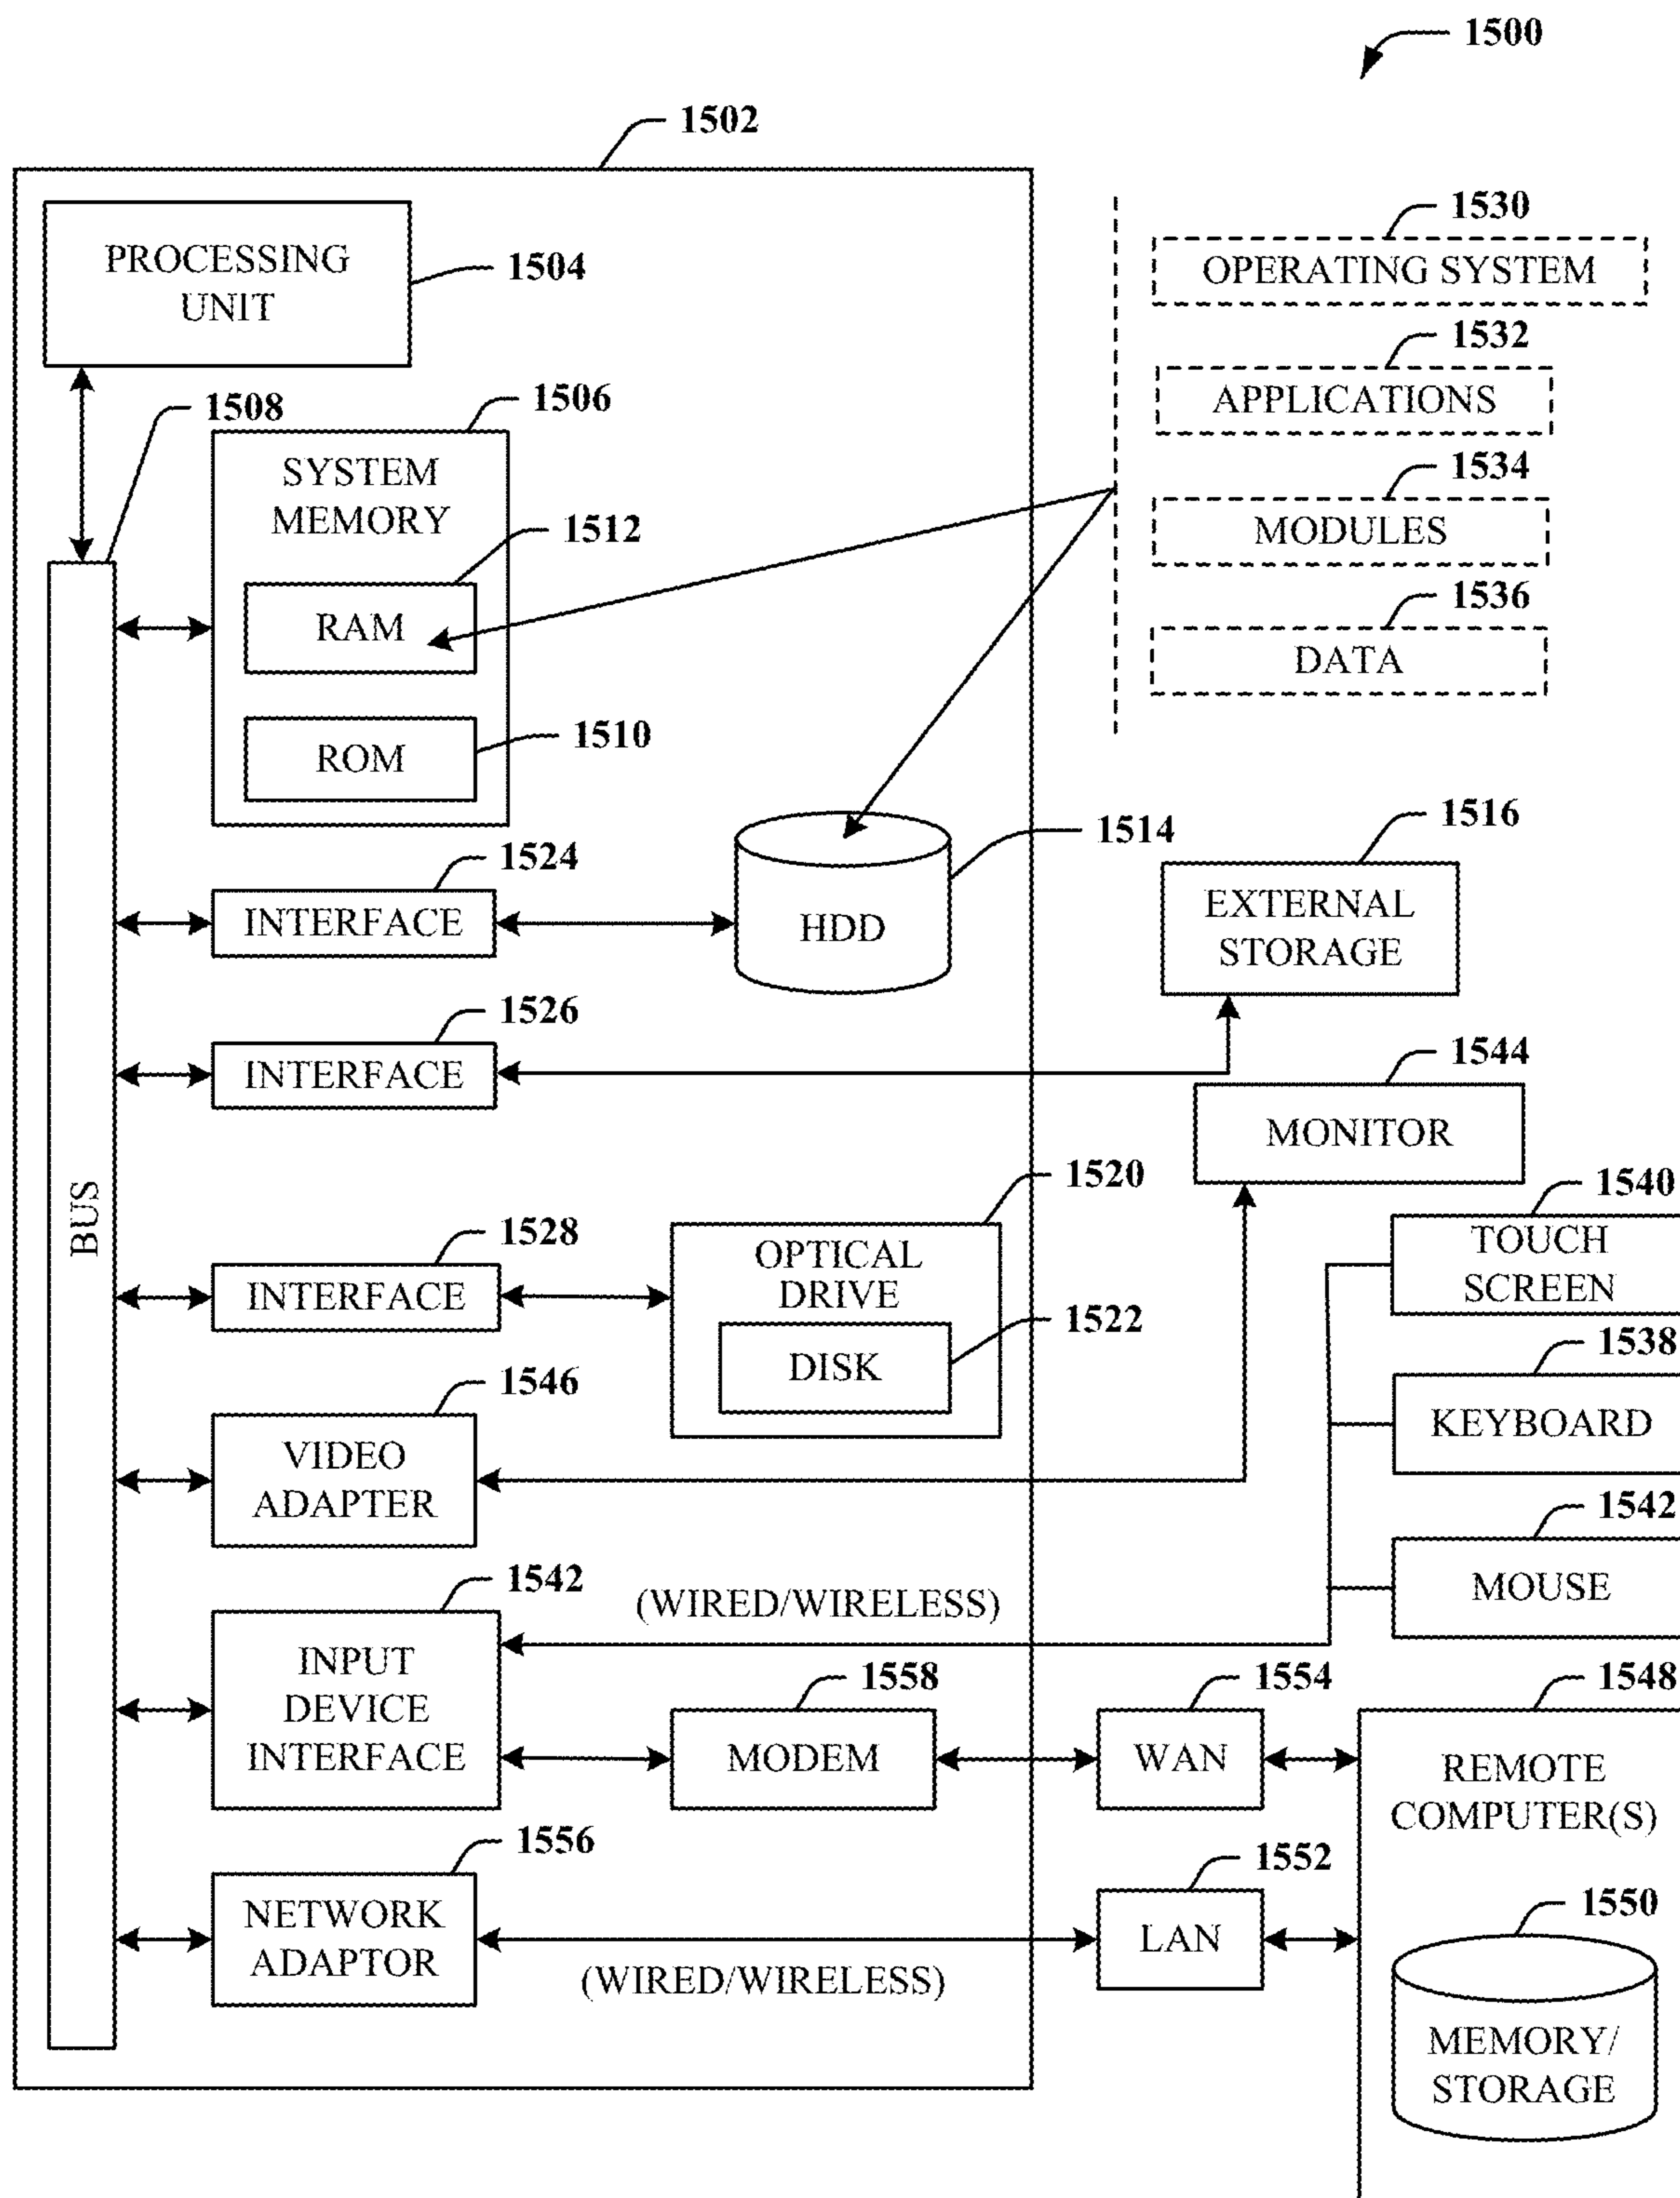 1500
1502
PROCESSING
UNIT
1504
1530
OPERATING SYSTEM
1532
APPLICATIONS
1508
1506
SYSTEM
MEMORY
1534
MODULES
1512
RAM
1536
DATA
1510
ROM
1524
INTERFACE
1514
HDD
1516
EXTERNAL
STORAGE
1526
INTERFACE
1544
MONITOR
BUS
1520
OPTICAL
DRIVE
1540
TOUCH
SCREEN
1528
INTERFACE
1522
DISK
1538
KEYBOARD
1546
VIDEO
ADAPTER
1542
MOUSE
1542
INPUT
DEVICE
INTERFACE
(WIRED/WIRELESS)
1558
MODEM
1554
WAN
1548
REMOTE
COMPUTER(S)
1556
NETWORK
ADAPTOR
(WIRED/WIRELESS)
1552
LAN
1550
MEMORY/
STORAGE